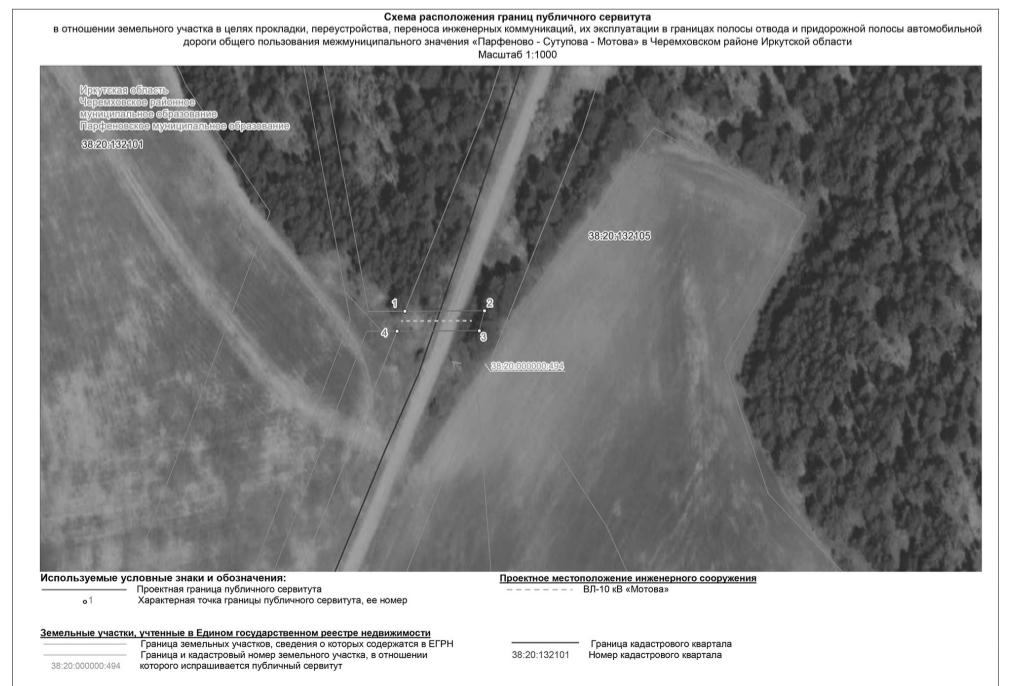 Схема расположения границ публичного сервитута
в отношении земельного участка в целях прокладки, переустройства, переноса инженерных коммуникаций, их эксплуатации в границах полосы отвода и придорожной полосы автомобильной
дороги общего пользования межмуниципального значения «Парфеново - Сутупова - Мотова» в Черемховском районе Иркутской области
Масштаб 1:1000
Иркутская область
Черемховское районное
муниципальное образование
Парфеновское муниципальное образование
38:20:132101
38:20:132105
1
2
4
3
38:20:000000:494
Используемые условные знаки и обозначения:
Проектная граница публичного сервитута
1 Характерная точка границы публичного сервитута, ее номер
Проектное местоположение инженерного сооружения
ВЛ-10 кВ «Мотова»
Земельные участки, учтенные в Едином государственном реестре недвижимости
Граница земельных участков, сведения о которых содержатся в ЕГРН
Граница и кадастровый номер земельного участка, в отношении
38:20:000000:494 которого испрашивается публичный сервитут
Граница кадастрового квартала
38:20:132101 Номер кадастрового квартала